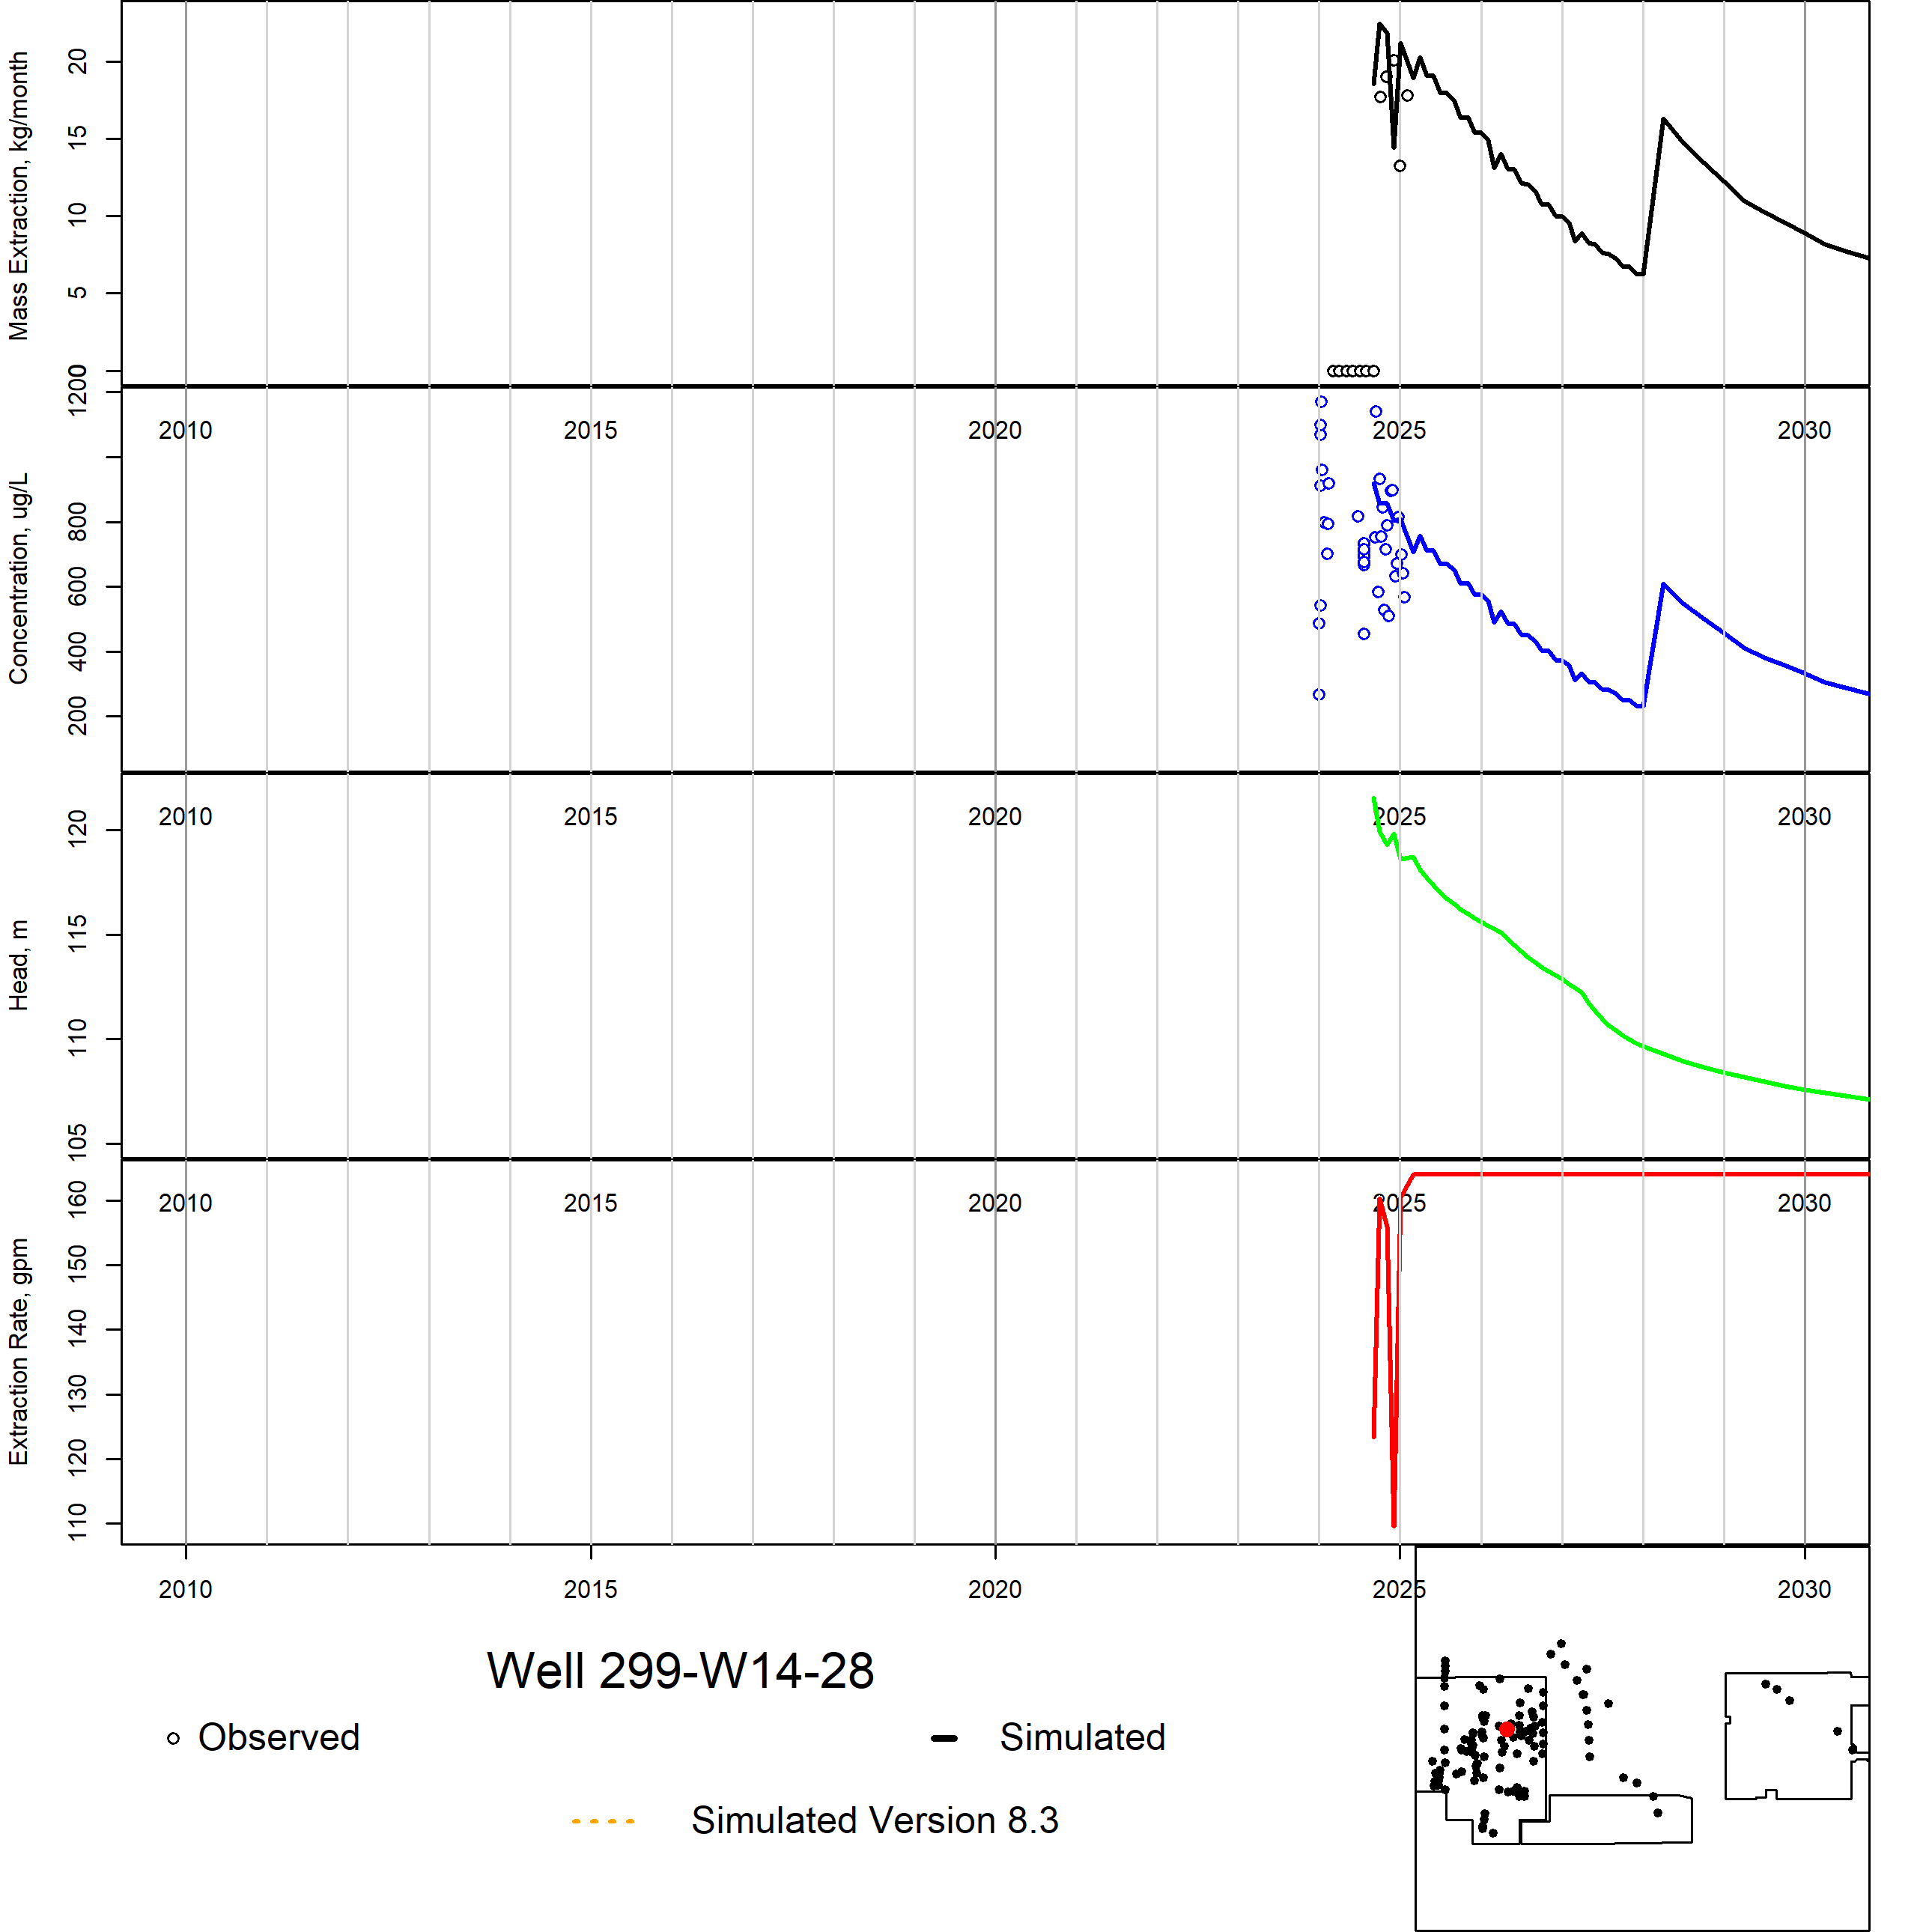 Mass Extraction, kg/month
20
15
10
5
0
2010 2015 2020 2025 2030
Concentration, ug/L
1200
800
600
400
200
2010 2015 2020 2025 2030
Head, m
120
115
110
105
2010 2015 2020 2025 2030
Extraction Rate, gpm
160
150
140
130
120
110
2010 2015 2020 2025 2030
Well 299-W14-28
Observed
Simulated
Simulated Version 8.3